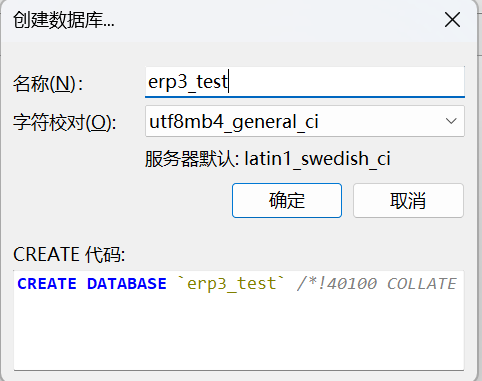 创建数据库...
名称(N)：
erp3_test
字符校对(O):
utf8mb4_general_ci
服务器默认: latin1_swedish_ci
确定
取消
CREATE 代码:
CREATE DATABASE `erp3_test` /*!40100 COLLATE